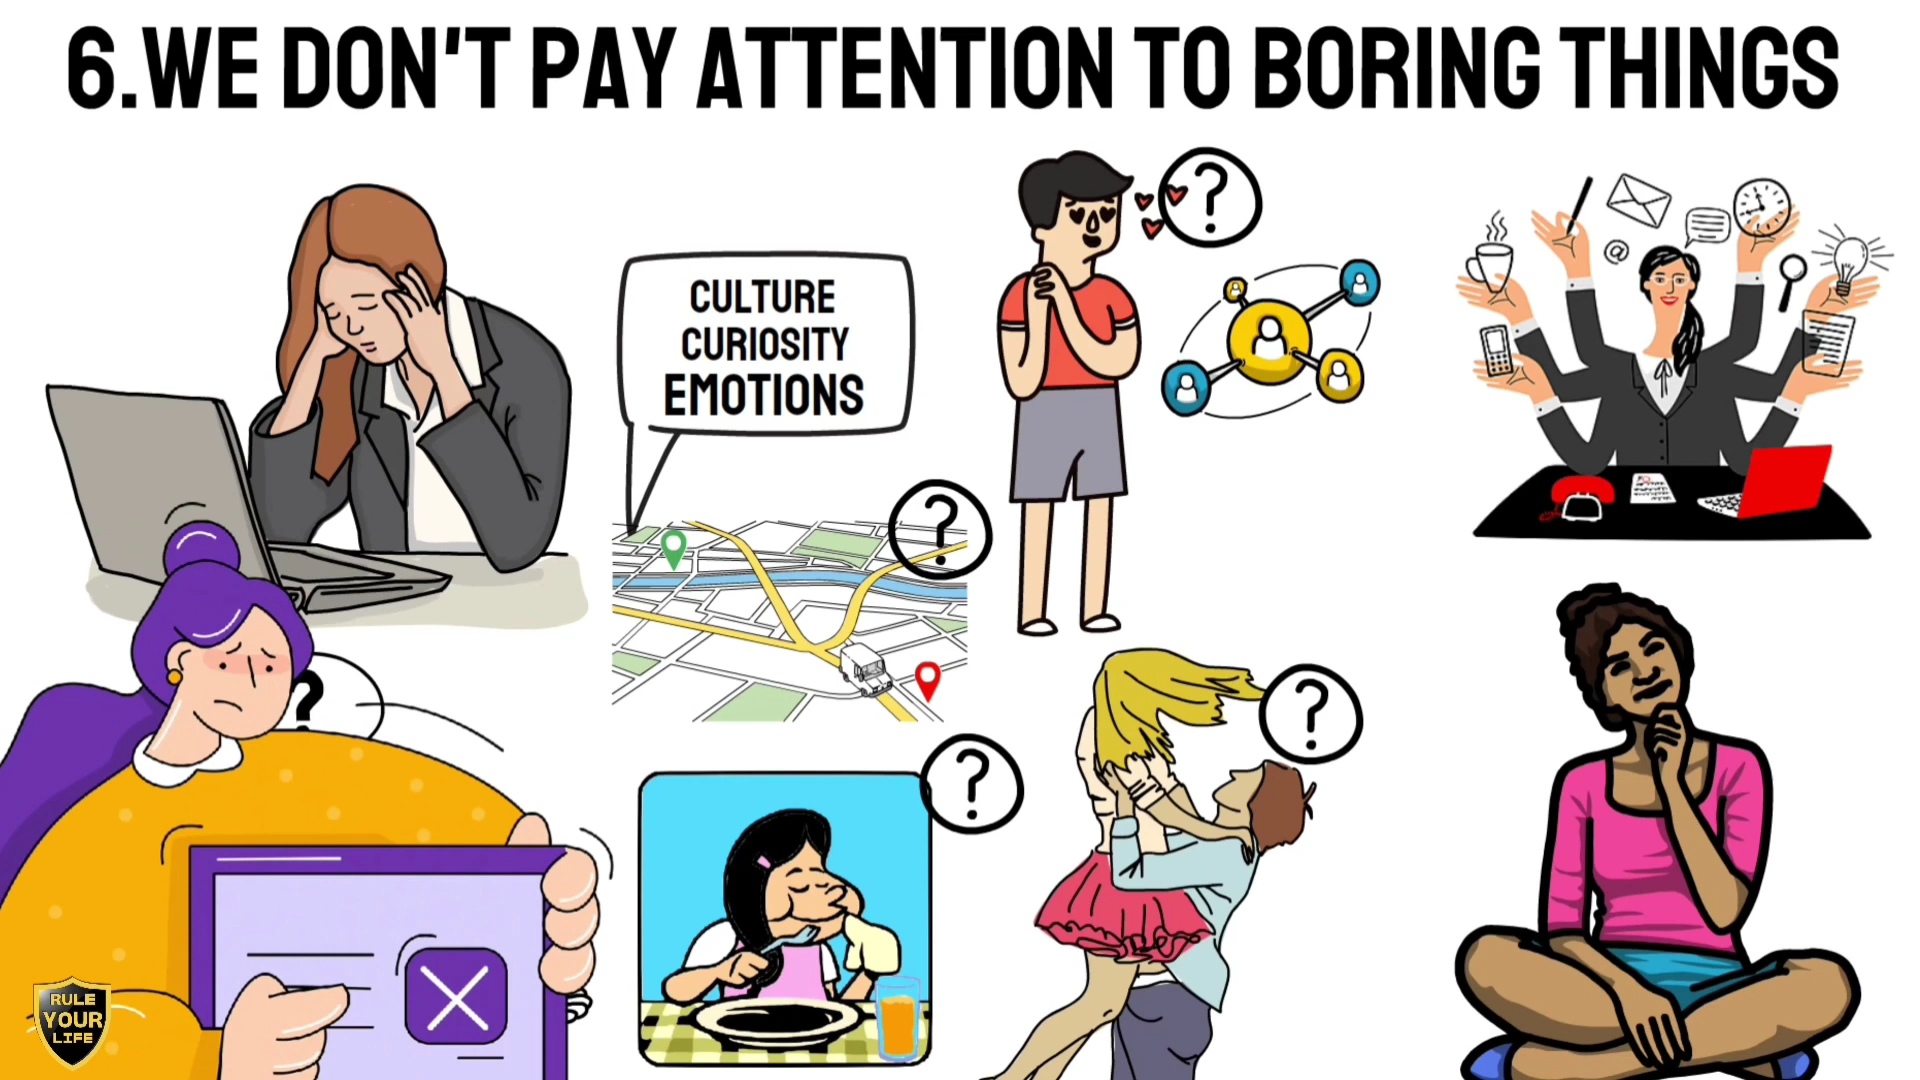 6.WE DON'T PAY ATTENTION TO BORING THINGS
CULTURE
CURIOSITY
EMOTIONS
?
?
?
?
?
@
RULE
YOUR
LIFE